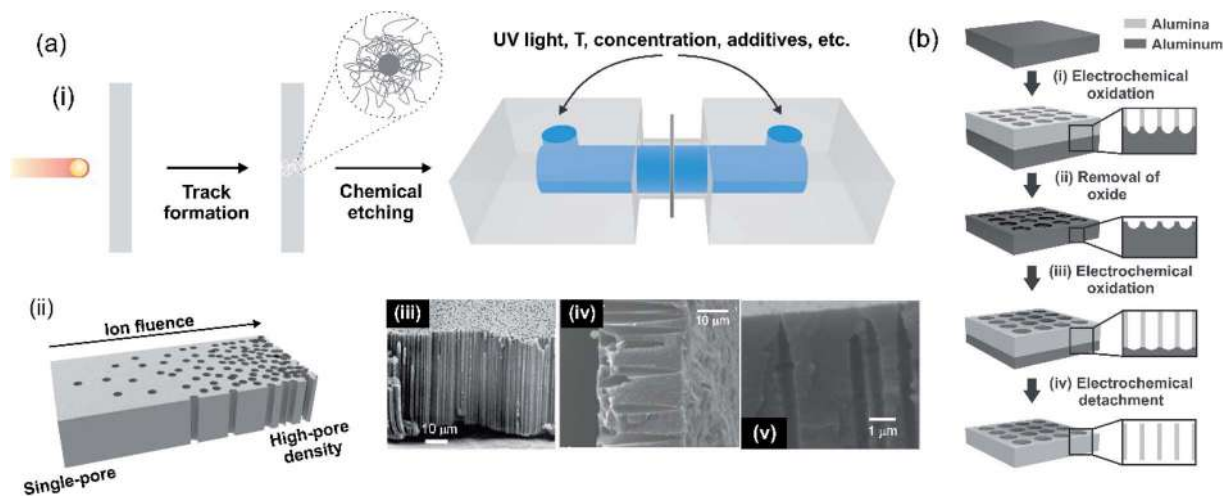 (a)
UV light, T, concentration, additives, etc.
(i)
Track
formation
Chemical
etching
(ii)
Ion fluence
Single-pore
High-pore
density
(iii)
10 μm
(iv)
10 μm
(v)
1 μm
(b)
Alumina
Aluminum
(i) Electrochemical
oxidation
(ii) Removal of
oxide
(iii) Electrochemical
oxidation
(iv) Electrochemical
detachment